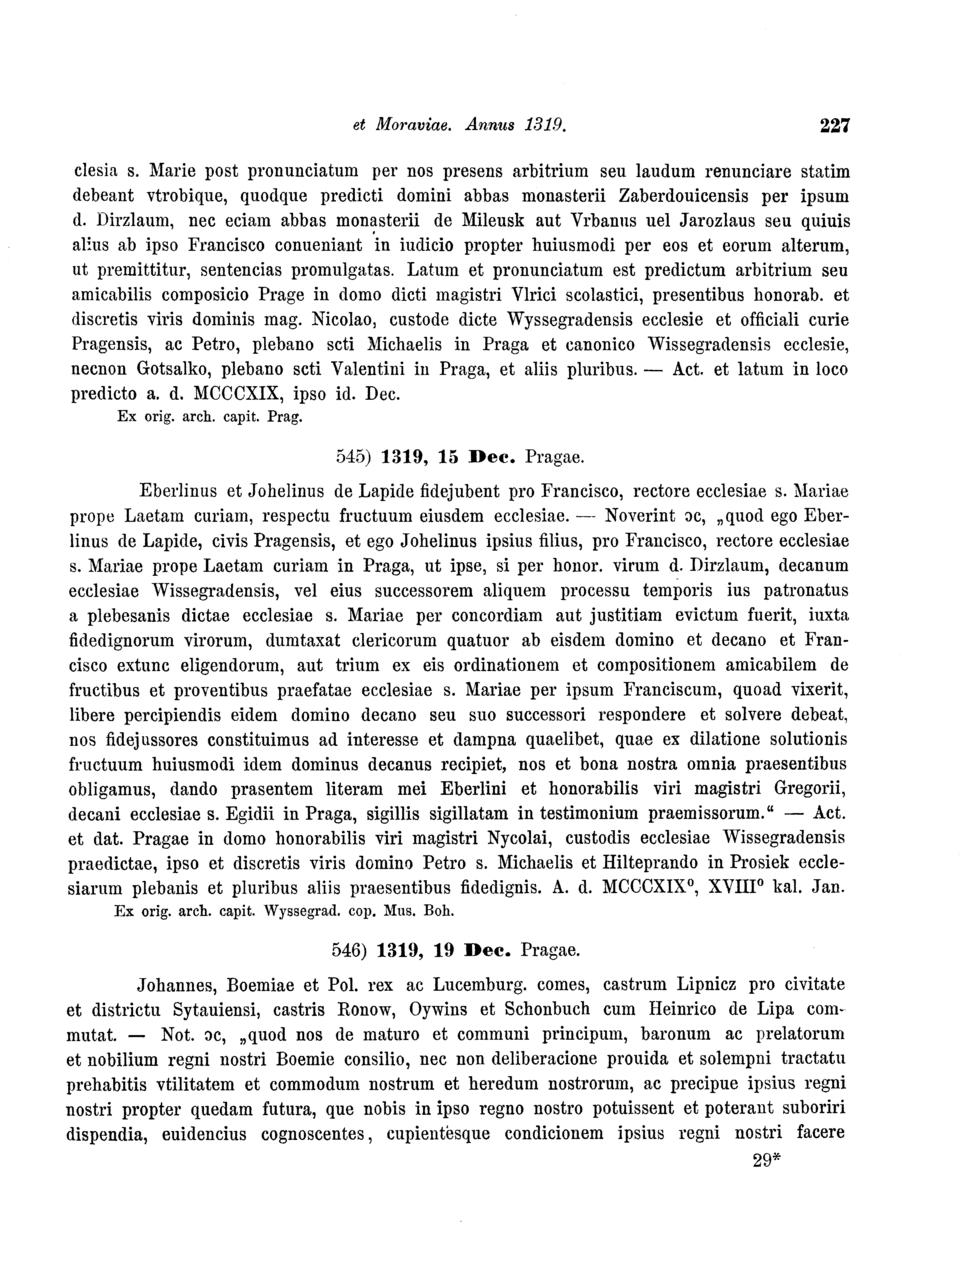 et Moraviae. Annus 1319. 227
clesia s. Marie post pronunciatum per nos presens arbitrium seu laudum renunciare statim
debeant vtrobique, quodque predicti domini abbas monasterii Zaberdouicensis per ipsum
d. Dirzlaum, nec eciam abbas monasterii de Mileusk aut Vrbanus uel Jarozlaus seu quiuis
alius ab ipso Francisco conueniant in iudicio propter huiusmodi per eos et eorum alterum,
ut premittitur, sentencias promulgatas. Latum et pronunciatum est predictum arbitrium seu
amicabilis composicio Prage in domo dicti magistri Vlrici scolastici, presentibus honorab. et
discretis viris dominis mag. Nicolao, custode dicte Wyssegradensis ecclesie et officiali curie
Pragensis, ac Petro, plebano scti Michaelis in Praga et canonico Wissegradensis ecclesie,
necnon Gotsalko, plebano scti Valentini in Praga, et aliis pluribus. — Act. et latum in loco
predicto a. d. MCCCXIX, ipso id. Dec.
Ex orig. arch. capit. Prag.
545) 1319, 15 Dec. Pragae.
Eberlinus et Johelinus de Lapide fidejubent pro Francisco, rectore ecclesiae s. Mariae
prope Laetam curiam, respectu fructuum eiusdem ecclesiae. — Noverint ɔc, „quod ego Eber-
linus de Lapide, civis Pragensis, et ego Johelinus ipsius filius, pro Francisco, rectore ecclesiae
s. Mariae prope Laetam curiam in Praga, ut ipse, si per honor. virum d. Dirzlaum, decanum
ecclesiae Wissegradensis, vel eius successorem aliquem processu temporis ius patronatus
a plebesanis dictae ecclesiae s. Mariae per concordiam aut justitiam evictum fuerit, iuxta
fidedignorum virorum, dumtaxat clericorum quatuor ab eisdem domino et decano et Fran-
cisco extunc eligendorum, aut trium ex eis ordinationem et compositionem amicabilem de
fructibus et proventibus praefatae ecclesiae s. Mariae per ipsum Franciscum, quoad vixerit,
libere percipiendis eidem domino decano seu suo successori respondere et solvere debeat,
nos fidejussores constituimus ad interesse et dampna quaelibet, quae ex dilatione solutionis
fructuum huiusmodi idem dominus decanus recipiet, nos et bona nostra omnia praesentibus
obligamus, dando prasentem literam mei Eberlini et honorabilis viri magistri Gregorii,
decani ecclesiae s. Egidii in Praga, sigillis sigillatam in testimonium praemissorum.“ — Act.
et dat. Pragae in domo honorabilis viri magistri Nycolai, custodis ecclesiae Wissegradensis
praedictae, ipso et discretis viris domino Petro s. Michaelis et Hilteprando in Prosiek eccle-
siarum plebanis et pluribus aliis praesentibus fidedignis. A. d. MCCCXIX⁰, XVIII⁰ kal. Jan.
Ex orig. arch. capit. Wyssegrad. cop. Mus. Boh.
546) 1319, 19 Dec. Pragae.
Johannes, Boemiae et Pol. rex ac Lucemburg. comes, castrum Lipnicz pro civitate
et districtu Sytauiensi, castris Ronow, Oywins et Schonbuch cum Heinrico de Lipa com-
mutat. — Not. ɔc, „quod nos de maturo et communi principum, baronum ac prelatorum
et nobilium regni nostri Boemie consilio, nec non deliberacione prouida et solempni tractatu
prehabitis vtilitatem et commodum nostrum et heredum nostrorum, ac precipue ipsius regni
nostri propter quedam futura, que nobis in ipso regno nostro potuissent et poterant suboriri
dispendia, euidencius cognoscentes, cupientesque condicionem ipsius regni nostri facere
29*